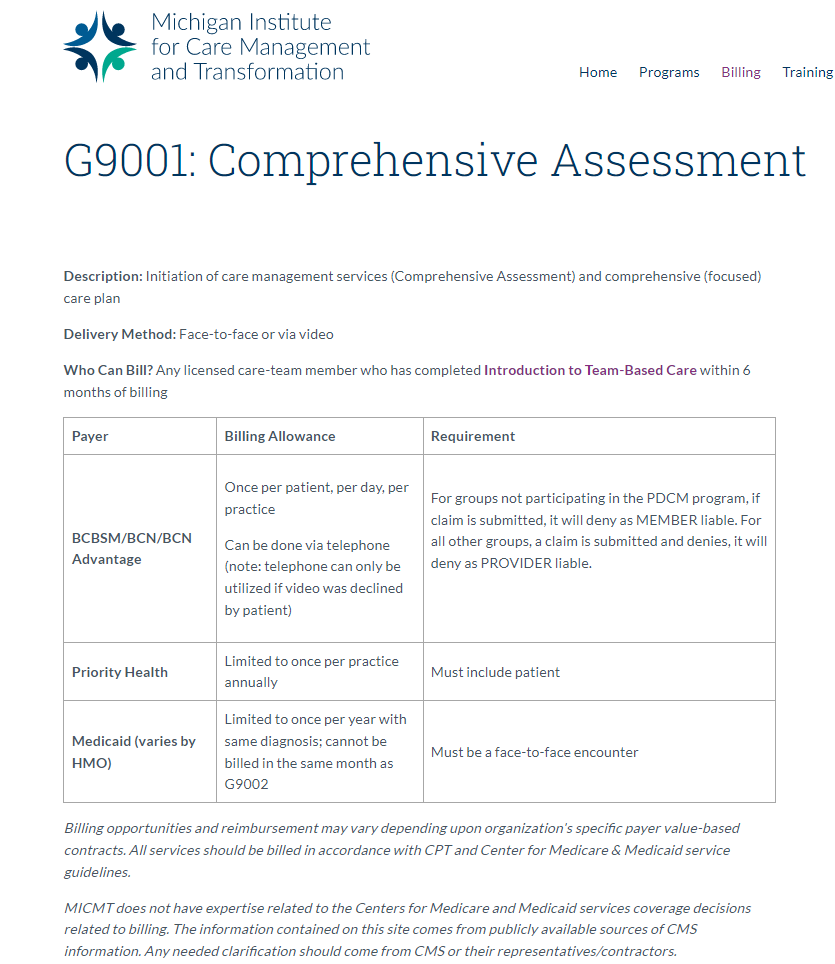 Michigan Institute
for Care Management
and Transformation
Home Programs Billing Training
G9001: Comprehensive Assessment
Description: Initiation of care management services (Comprehensive Assessment) and comprehensive (focused)
care plan
Delivery Method: Face-to-face or via video
Who Can Bill? Any licensed care-team member who has completed Introduction to Team-Based Care within 6
months of billing
Payer
Billing Allowance
Requirement
BCBSM/BCN/BCN
Advantage
Once per patient, per day, per
practice
Can be done via telephone
(note: telephone can only be
utilized if video was declined
by patient)
For groups not participating in the PDCM program, if
claim is submitted, it will deny as MEMBER liable. For
all other groups, a claim is submitted and denies, it will
deny as PROVIDER liable.
Priority Health
Limited to once per practice
annually
Must include patient
Medicaid (varies by
HMO)
Limited to once per year with
same diagnosis; cannot be
billed in the same month as
G9002
Must be a face-to-face encounter
Billing opportunities and reimbursement may vary depending upon organization's specific payer value-based
contracts. All services should be billed in accordance with CPT and Center for Medicare & Medicaid service
guidelines.
MICMT does not have expertise related to the Centers for Medicare and Medicaid services coverage decisions
related to billing. The information contained on this site comes from publicly available sources of CMS
information. Any needed clarification should come from CMS or their representatives/contractors.